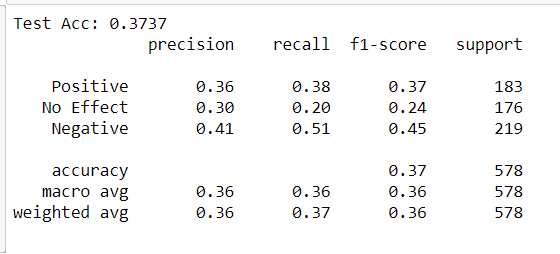 Test Acc: 0.3737
precision recall f1-score support
Positive 0.36 0.38 0.37 183
No Effect 0.30 0.20 0.24 176
Negative 0.41 0.51 0.45 219
accuracy 0.37 578
macro avg 0.36 0.36 0.36 578
weighted avg 0.36 0.37 0.36 578